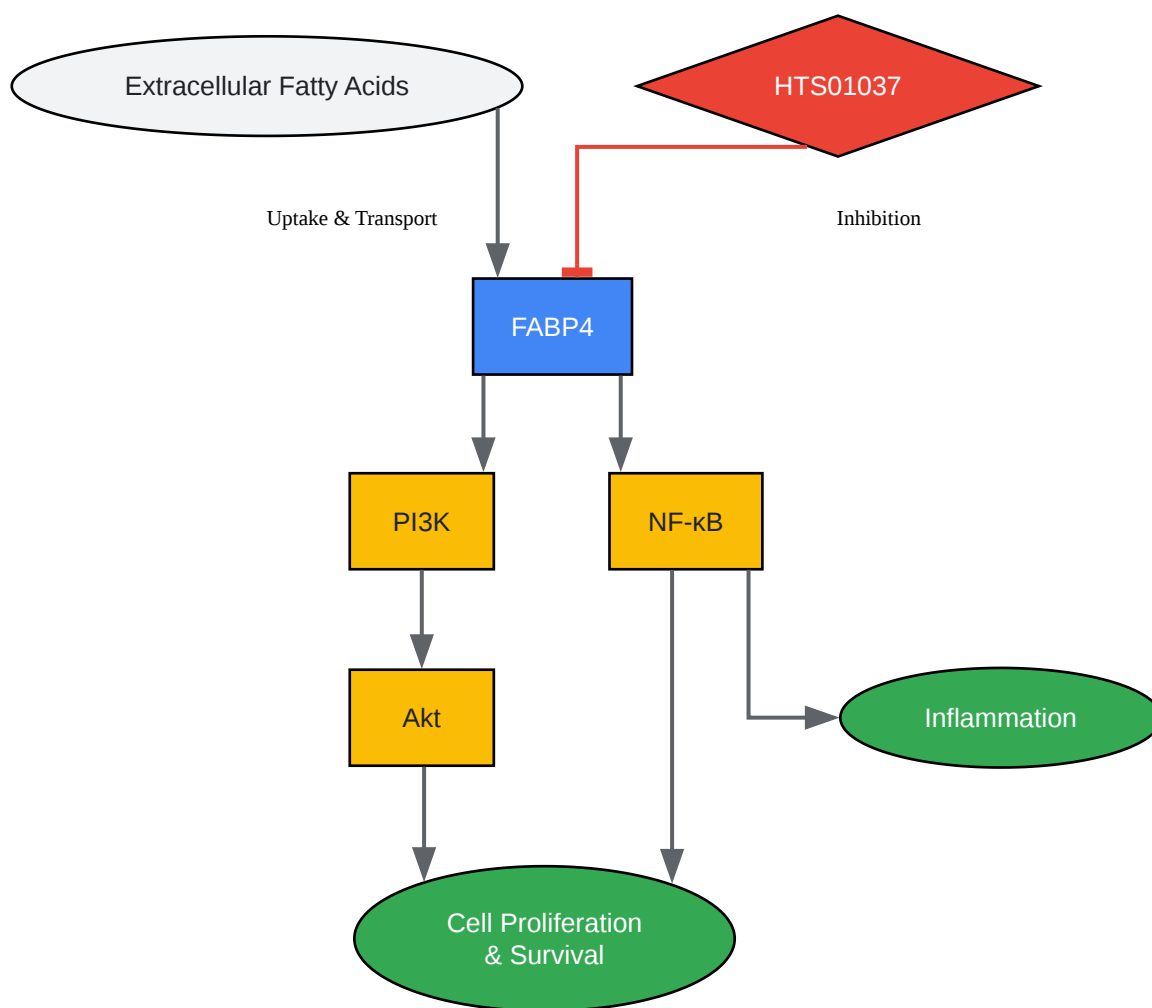 Extracellular Fatty Acids
HTS01037
Uptake & Transport
Inhibition
FABP4
PI3K
NF-κB
Akt
Inflammation
Cell Proliferation
& Survival